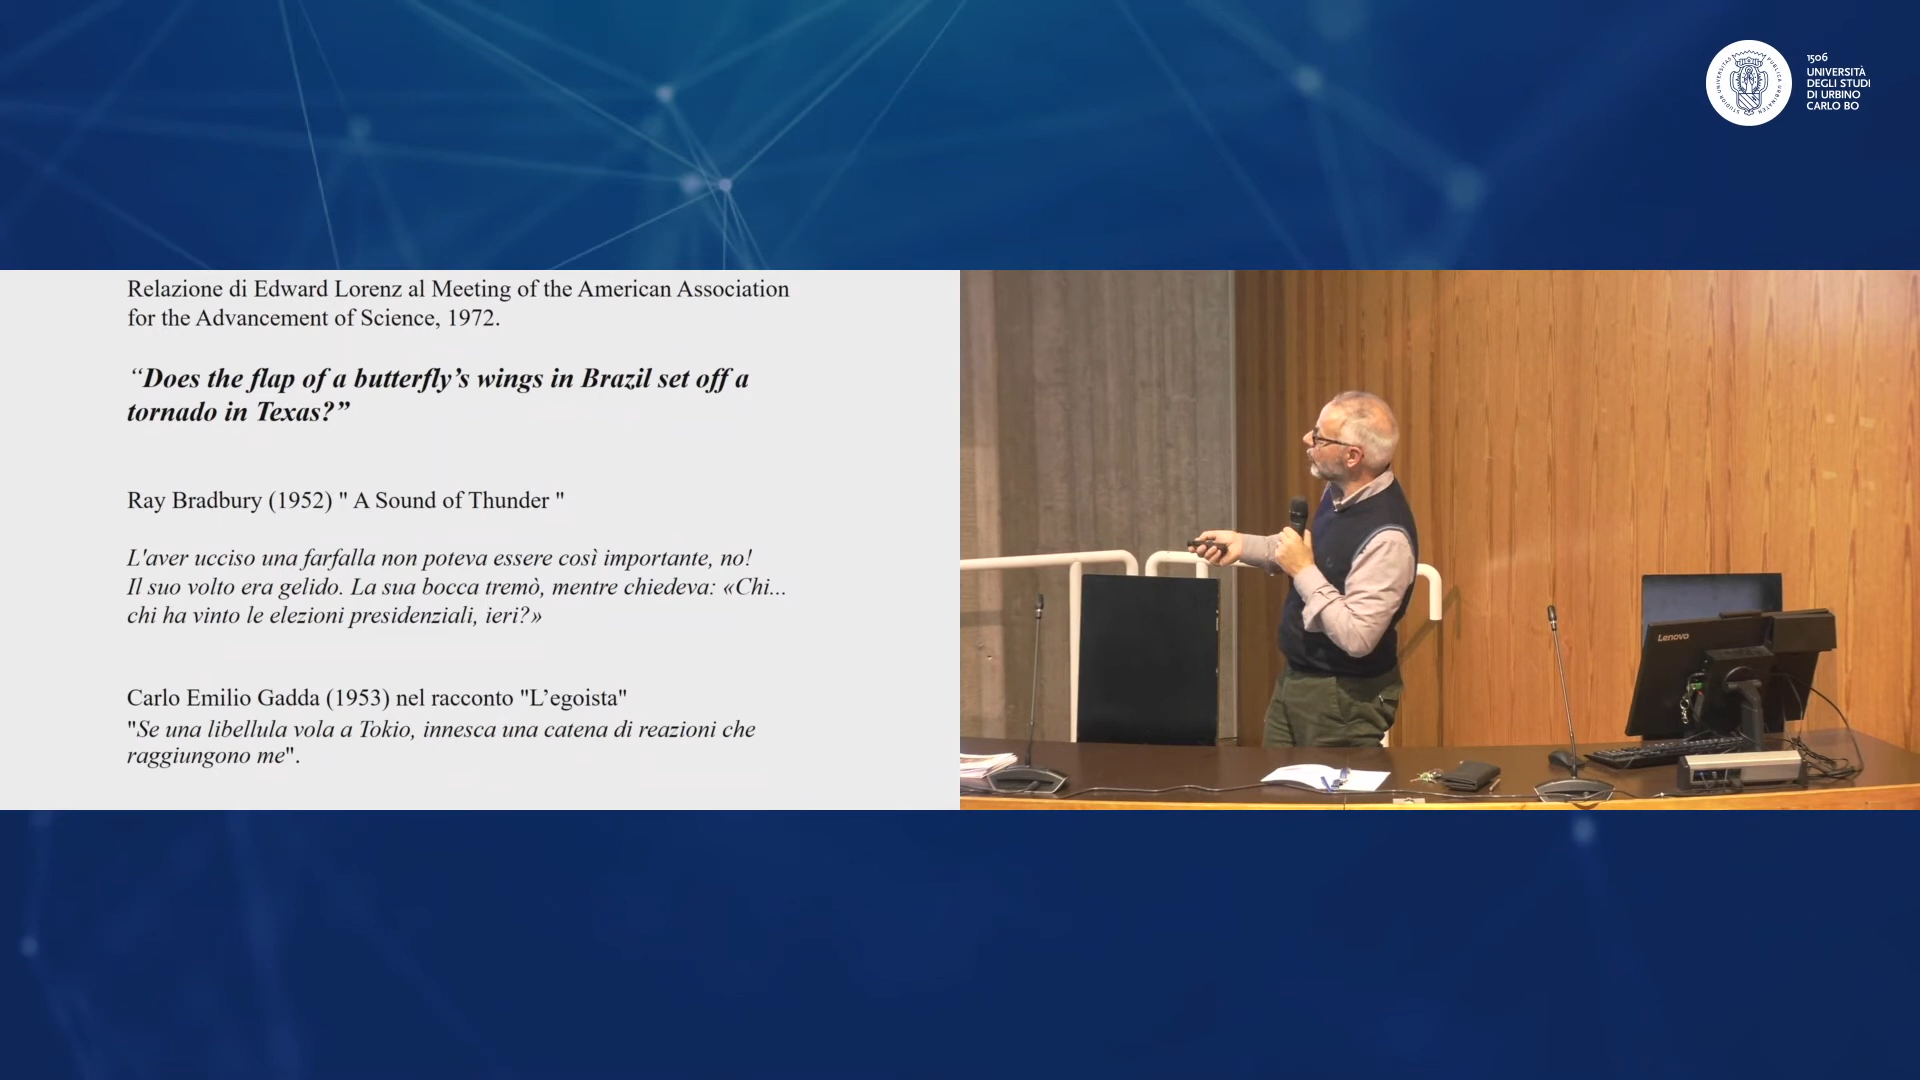 1506
UNIVERSITÀ
DEGLI STUDI
DI URBINO
CARLO BO
Relazione di Edward Lorenz al Meeting of the American Association
for the Advancement of Science, 1972.
“Does the flap of a butterfly’s wings in Brazil set off a
tornado in Texas?”
Ray Bradbury (1952) " A Sound of Thunder "
L'aver ucciso una farfalla non poteva essere così importante, no!
Il suo volto era gelido. La sua bocca tremò, mentre chiedeva: «Chi...
chi ha vinto le elezioni presidenziali, ieri?»
Carlo Emilio Gadda (1953) nel racconto "L’egoista"
"Se una libellula vola a Tokio, innesca una catena di reazioni che
raggiungono me".
Lenovo